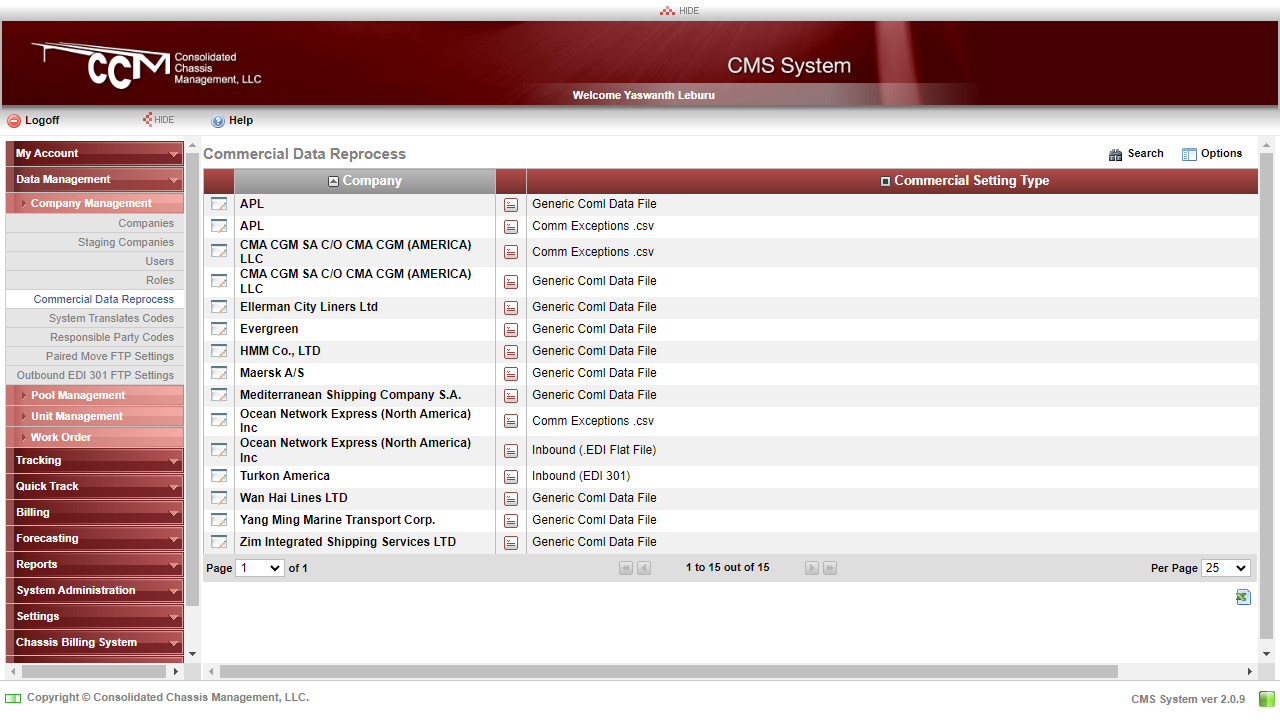 HIDE
CCM Consolidated
Chassis
Management, LLC
CMS System
Welcome Yaswanth Leburu
Logoff HIDE Help
My Account
Data Management
Company Management
Companies
Staging Companies
Users
Roles
Commercial Data Reprocess
System Translates Codes
Responsible Party Codes
Paired Move FTP Settings
Outbound EDI 301 FTP Settings
Pool Management
Unit Management
Work Order
Tracking
Quick Track
Billing
Forecasting
Reports
System Administration
Settings
Chassis Billing System
Commercial Data Reprocess Search Options
Company Commercial Setting Type
APL Generic Coml Data File
APL Comm Exceptions .csv
CMA CGM SA C/O CMA CGM (AMERICA)
LLC Comm Exceptions .csv
CMA CGM SA C/O CMA CGM (AMERICA)
LLC Generic Coml Data File
Ellerman City Liners Ltd Generic Coml Data File
Evergreen Generic Coml Data File
HMM Co., LTD Generic Coml Data File
Maersk A/S Generic Coml Data File
Mediterranean Shipping Company S.A. Generic Coml Data File
Ocean Network Express (North America)
Inc Comm Exceptions .csv
Ocean Network Express (North America)
Inc Inbound (.EDI Flat File)
Turkon America Inbound (EDI 301)
Wan Hai Lines LTD Generic Coml Data File
Yang Ming Marine Transport Corp. Generic Coml Data File
Zim Integrated Shipping Services LTD Generic Coml Data File
Page 1 of 1 1 to 15 out of 15 Per Page 25
Copyright © Consolidated Chassis Management, LLC. CMS System ver 2.0.9